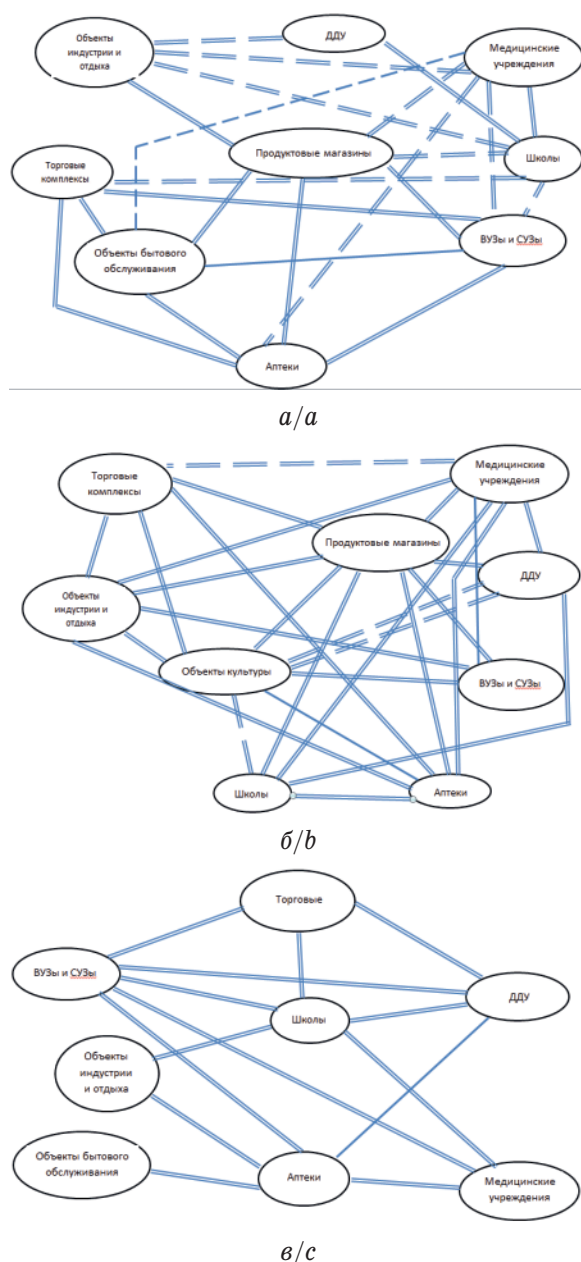 Объекты
индустрии и
отдыха
ДДУ
Медицинские
учреждения
Продуктовые магазины
Школы
Торговые
комплексы
Объекты бытового
обслуживания
ВУЗы и СУЗы
Аптеки
а/a
Торговые
комплексы
Медицинские
учреждения
Продуктовые магазины
ДДУ
Объекты
индустрии и
отдыха
Объекты культуры
ВУЗы и СУЗы
Школы
Аптеки
б/b
Торговые
ВУЗы и СУЗы
ДДУ
Школы
Объекты
индустрии
и отдыха
Объекты бытового
обслуживания
Аптеки
Медицинские
учреждения
в/c